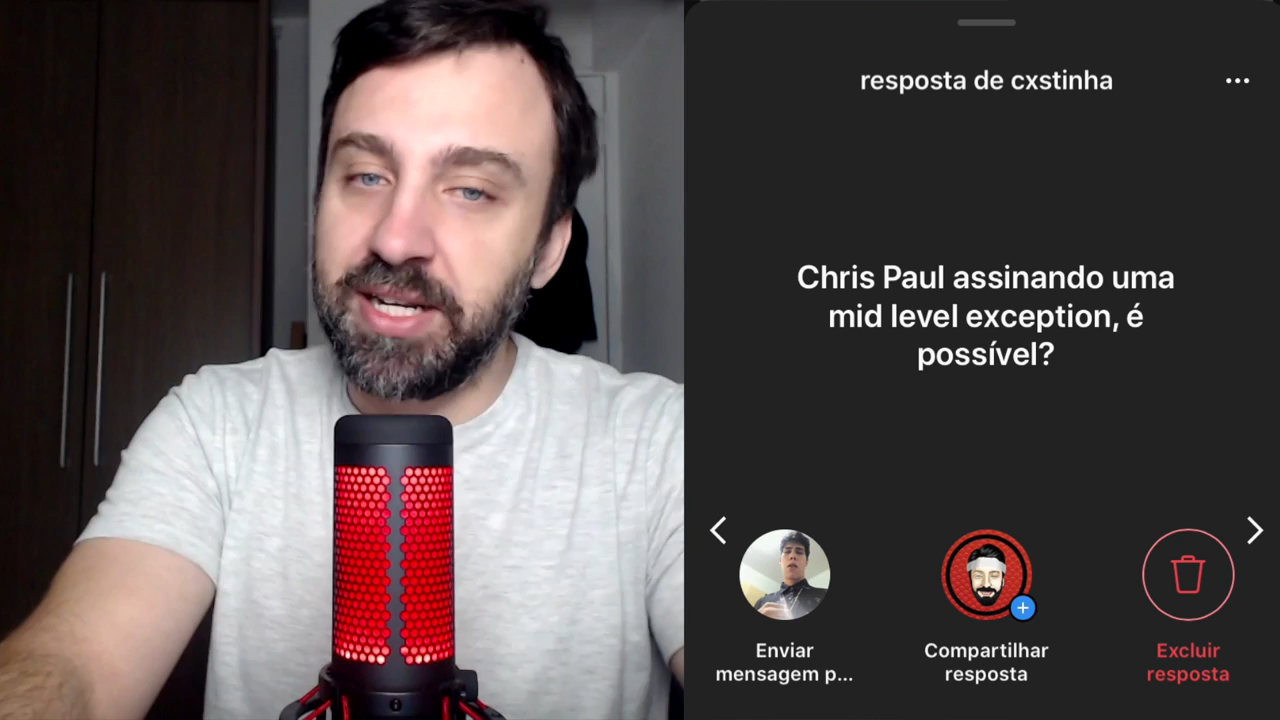 resposta de cxstinha
Chris Paul assinando uma
mid level exception, é
possível?
Enviar
mensagem p...
Compartilhar
resposta
Excluir
resposta